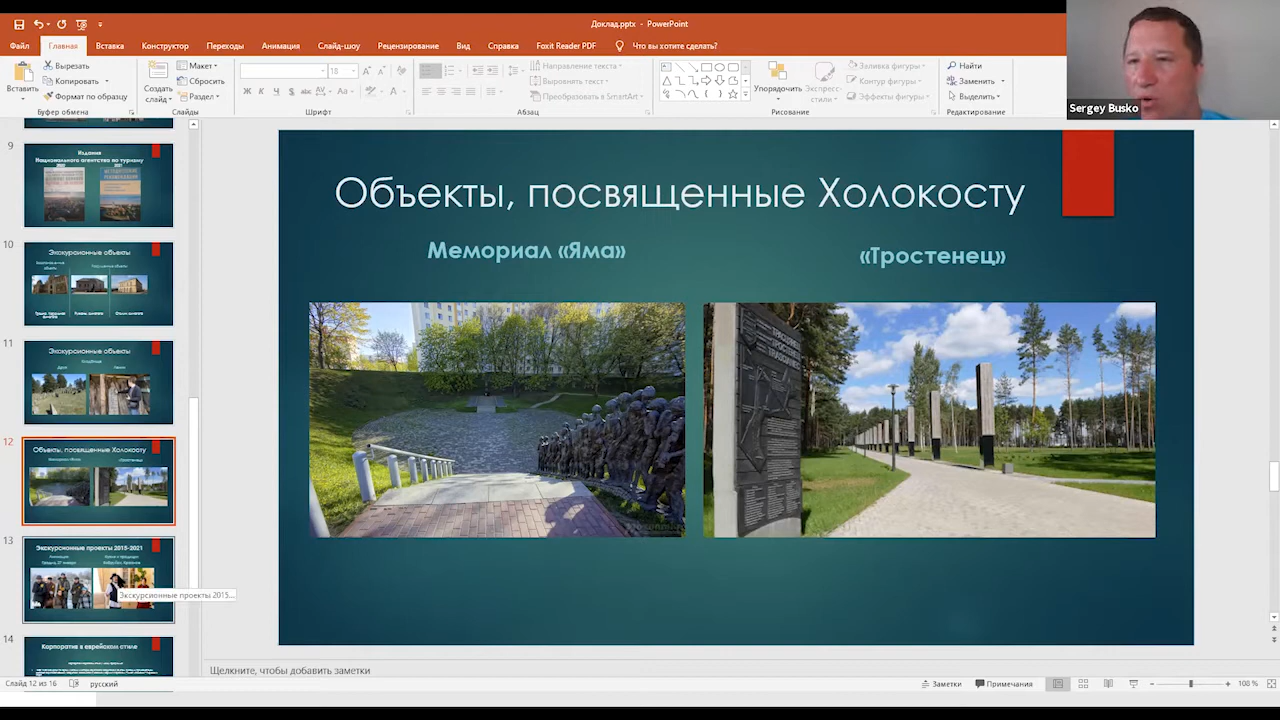 Доклад.pptx - PowerPoint
Файл Главная Вставка Конструктор Переходы Анимация Слайд-шоу Рецензирование Вид Справка Foxit Reader PDF Что вы хотите сделать?
Вставить
Вырезать
Копировать
Формат по образцу
Буфер обмена
Создать слайд
Макет
Сбросить
Раздел
Слайды
18
Шрифт
Направление текста
Выровнять текст
Преобразовать в SmartArt
Абзац
Упорядочить
Экспресс-стили
Заливка фигуры
Контур фигуры
Эффекты фигуры
Рисование
Найти
Заменить
Выделить
Редактирование
Sergey Busko
9
Издания
Национального агентства по туризму
10
Экскурсионные объекты
11
Экскурсионные объекты
12
Объекты, посвященные Холокосту
13
Экскурсионные проекты 2015-2021
Экскурсионные проекты 2015...
14
Корпоратив в еврейском стиле
Объекты, посвященные Холокосту
Мемориал «Яма»
«Тростенец»
Щелкните, чтобы добавить заметки
Слайд 12 из 16 русский Заметки Примечания 108 %